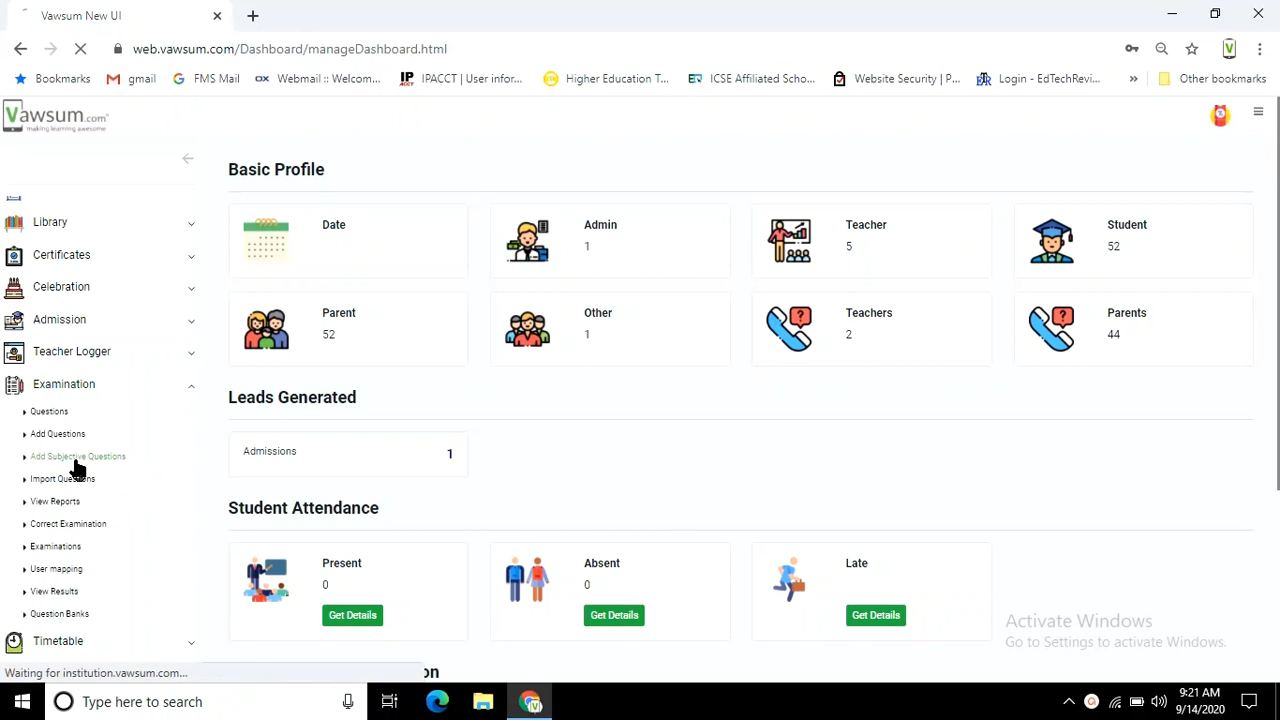 Vawsum New UI
web.vawsum.com/Dashboard/manageDashboard.html
Bookmarks
gmail
FMS Mail
Webmail :: Welcom...
IPACCT | User infor...
Higher Education T...
ICSE Affiliated Scho...
Website Security | P...
Login - EdTechRevi...
»
Other bookmarks
Vawsum.com
making learning awesome
Library
Certificates
Celebration
Admission
Teacher Logger
Examination
Questions
Add Questions
Add Subjective Questions
Import Questions
View Reports
Correct Examination
Examinations
User mapping
View Results
Question Banks
Timetable
Basic Profile
Date
Admin
1
Teacher
5
Student
52
Parent
52
Other
1
Teachers
2
Parents
44
Leads Generated
Admissions
1
Student Attendance
Present
0
Get Details
Absent
0
Get Details
Late
Get Details
Activate Windows
Go to Settings to activate Windows.
Waiting for institution.vawsum.com...
on
Type here to search
9:21 AM
9/14/2020